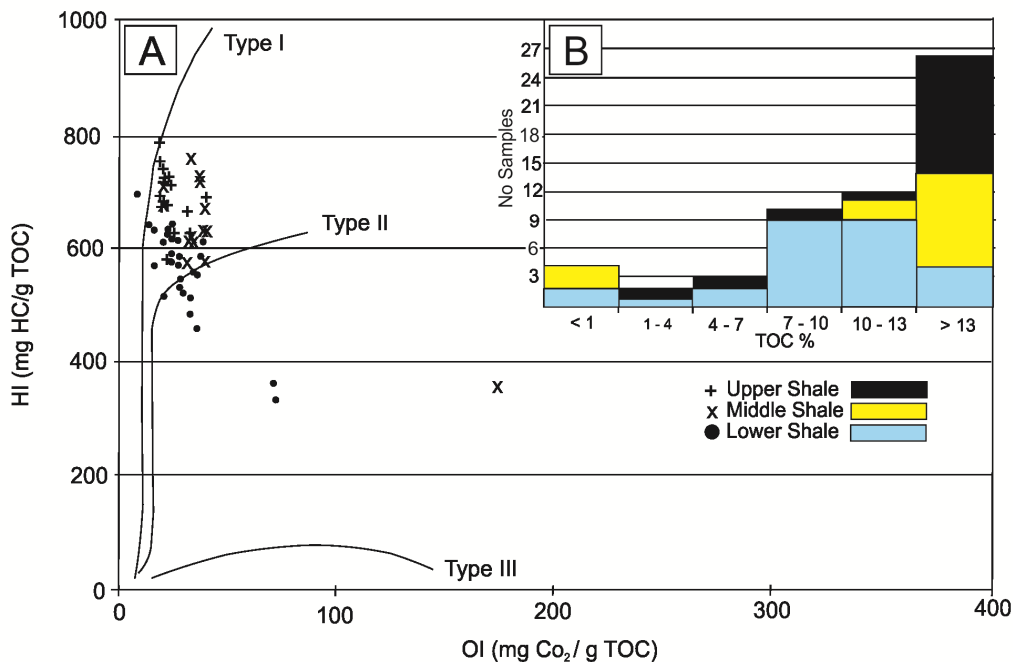 1000
800
600
400
200
0
HI (mg HC/g TOC)
A
Type I
Type II
Type III
0
100
200
300
400
OI (mg Co₂ / g TOC)
B
27
24
21
18
15
12
9
6
3
No Samples
< 1
1 - 4
4 - 7
7 - 10
10 - 13
> 13
TOC %
+ Upper Shale
x Middle Shale
● Lower Shale